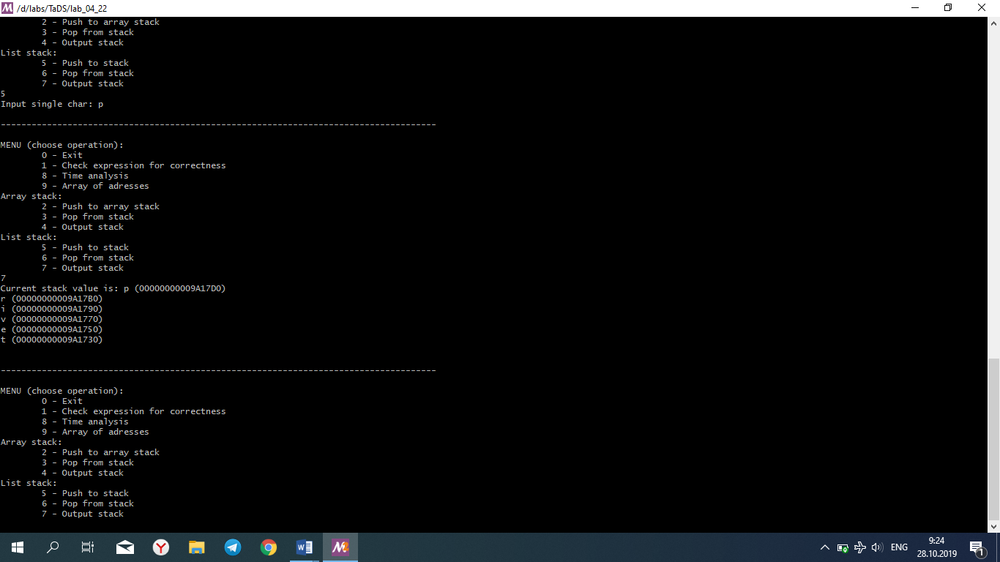 /d/labs/TaDS/lab_04_22
2 - Push to array stack
3 - Pop from stack
4 - Output stack
List stack:
5 - Push to stack
6 - Pop from stack
7 - Output stack
5
Input single char: p
-------------------------------------------------------------------------------------
MENU (choose operation):
0 - Exit
1 - Check expression for correctness
8 - Time analysis
9 - Array of adresses
Array stack:
2 - Push to array stack
3 - Pop from stack
4 - Output stack
List stack:
5 - Push to stack
6 - Pop from stack
7 - Output stack
7
Current stack value is: p (00000000009A17D0)
r (00000000009A17B0)
i (00000000009A1790)
v (00000000009A1770)
e (00000000009A1750)
t (00000000009A1730)
-------------------------------------------------------------------------------------
MENU (choose operation):
0 - Exit
1 - Check expression for correctness
8 - Time analysis
9 - Array of adresses
Array stack:
2 - Push to array stack
3 - Pop from stack
4 - Output stack
List stack:
5 - Push to stack
6 - Pop from stack
7 - Output stack
ENG
9:24
28.10.2019
1